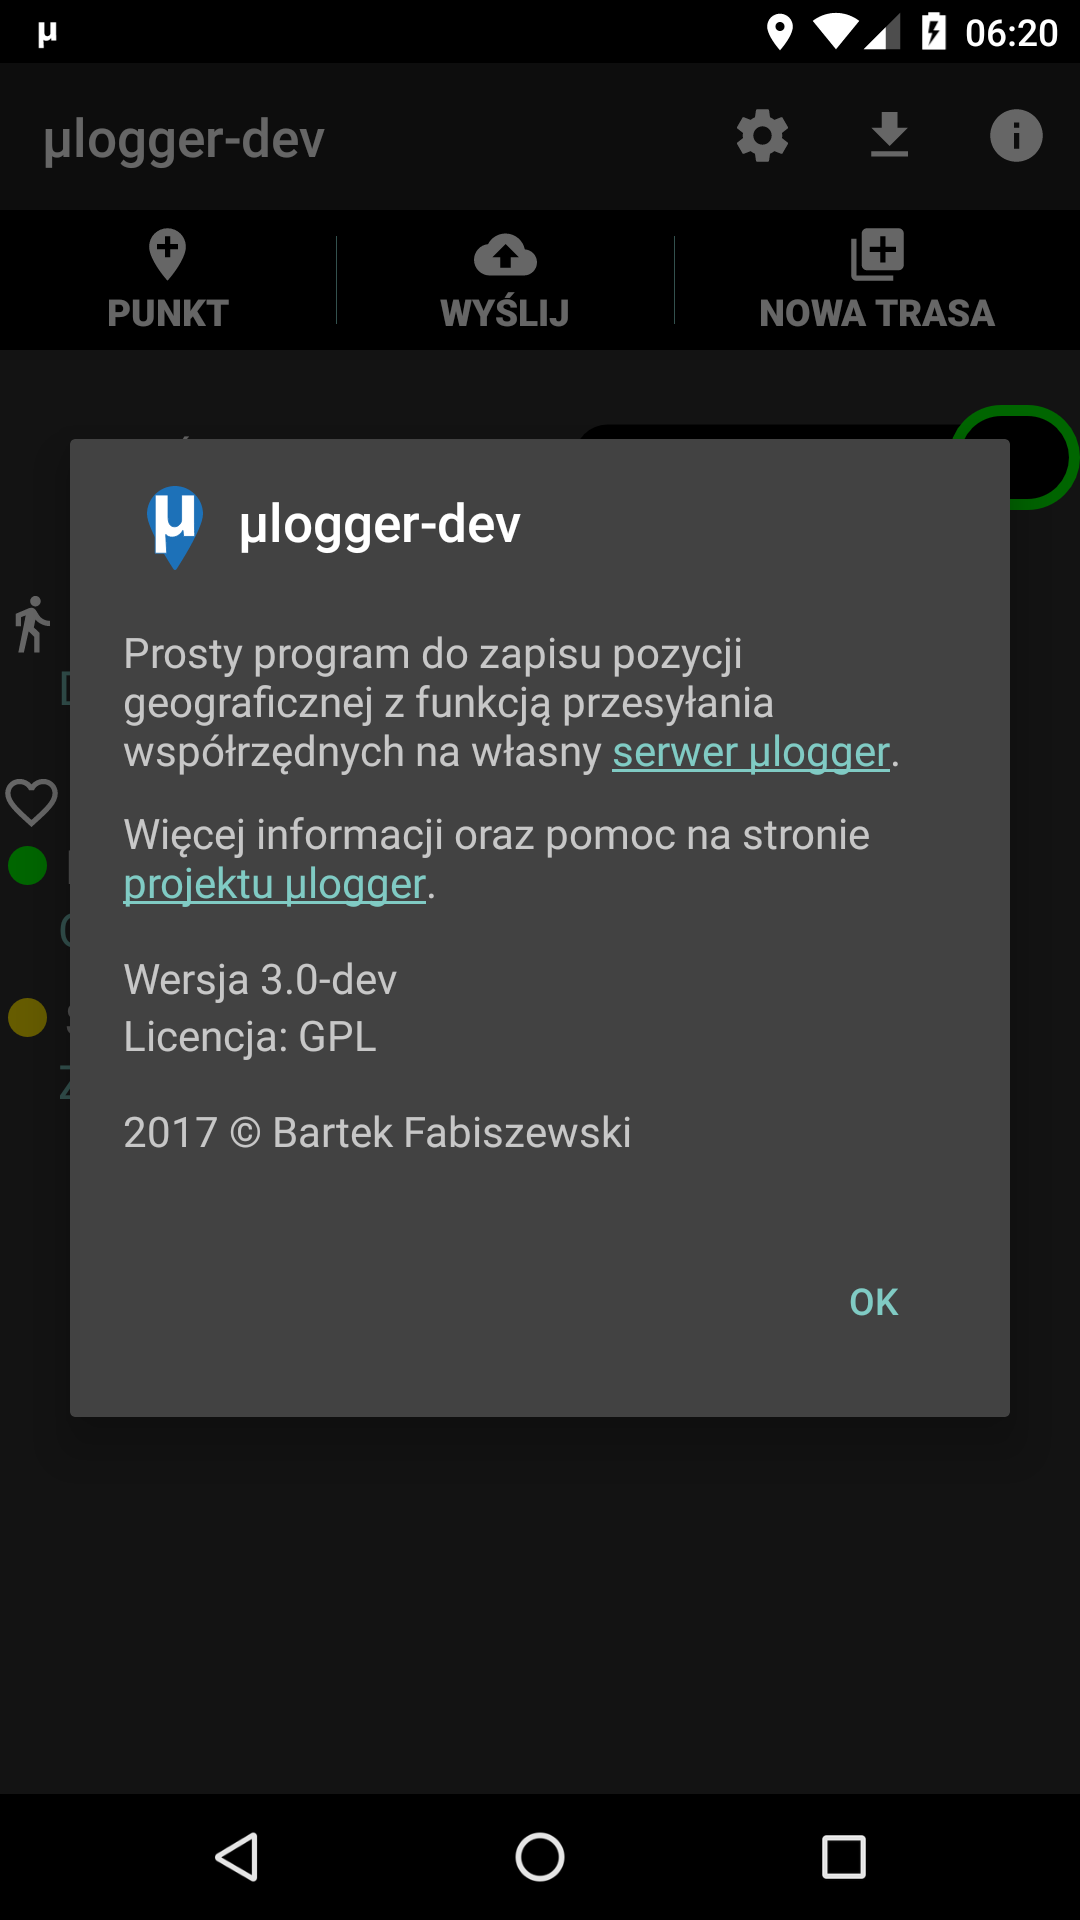 µ 06:20
µlogger-dev
PUNKT WYŚLIJ NOWA TRASA
µ µlogger-dev
Prosty program do zapisu pozycji
geograficznej z funkcją przesyłania
współrzędnych na własny serwer µlogger.
Więcej informacji oraz pomoc na stronie
projektu µlogger.
Wersja 3.0-dev
Licencja: GPL
2017 © Bartek Fabiszewski
OK